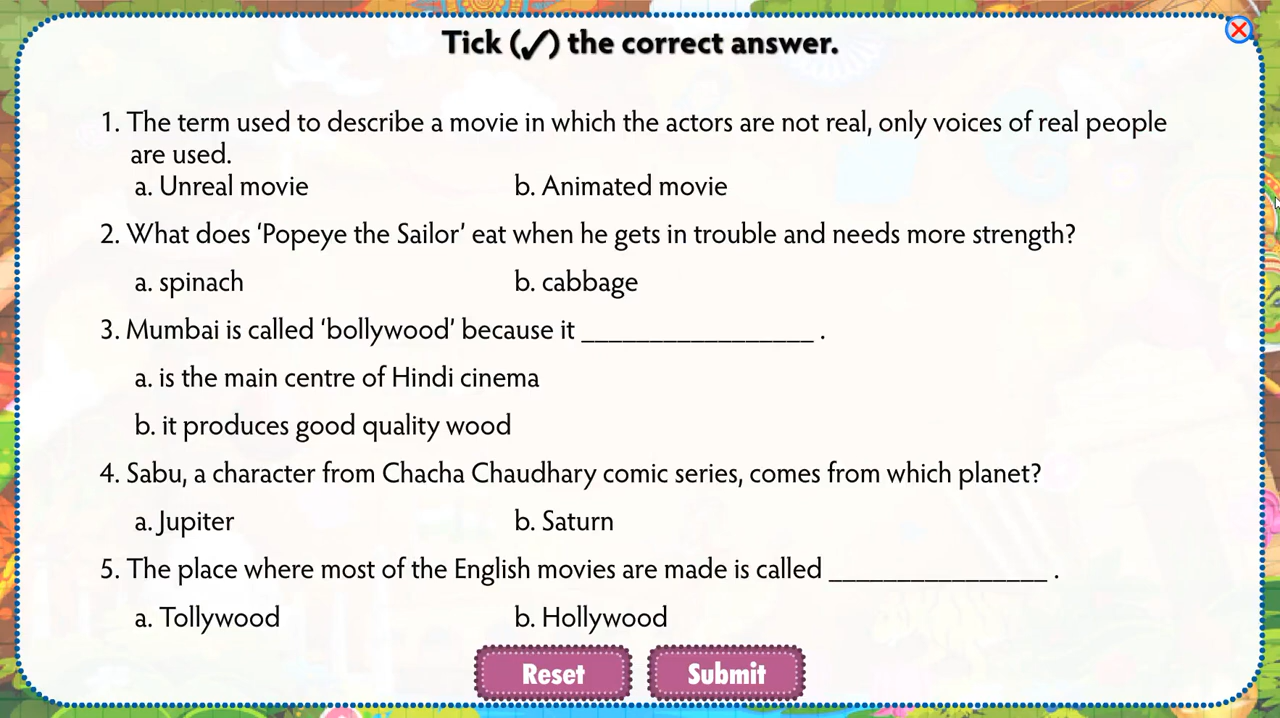 Tick (✓) the correct answer.
1. The term used to describe a movie in which the actors are not real, only voices of real people
are used.
a. Unreal movie b. Animated movie
2. What does ‘Popeye the Sailor’ eat when he gets in trouble and needs more strength?
a. spinach b. cabbage
3. Mumbai is called ‘bollywood’ because it _________________ .
a. is the main centre of Hindi cinema
b. it produces good quality wood
4. Sabu, a character from Chacha Chaudhary comic series, comes from which planet?
a. Jupiter b. Saturn
5. The place where most of the English movies are made is called ________________ .
a. Tollywood b. Hollywood
Reset Submit